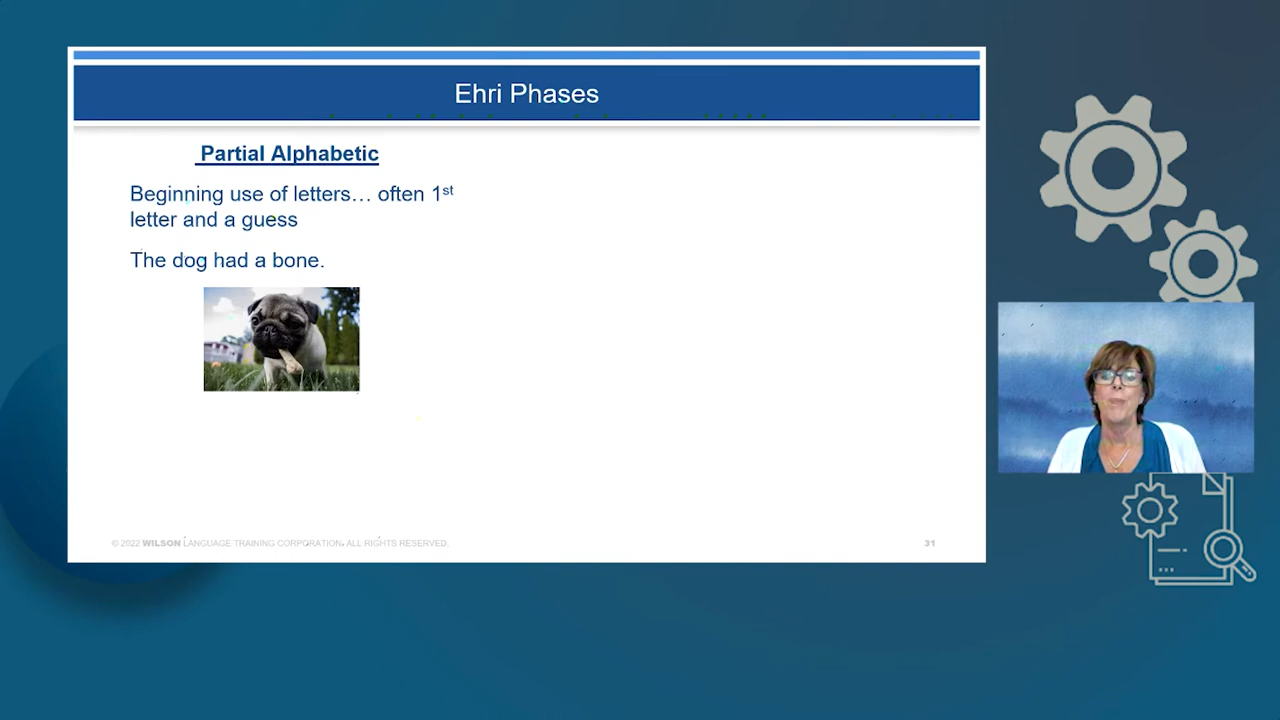 Ehri Phases
Partial Alphabetic
Beginning use of letters… often 1st
letter and a guess
The dog had a bone.
© 2022 WILSON LANGUAGE TRAINING CORPORATION. ALL RIGHTS RESERVED.
31